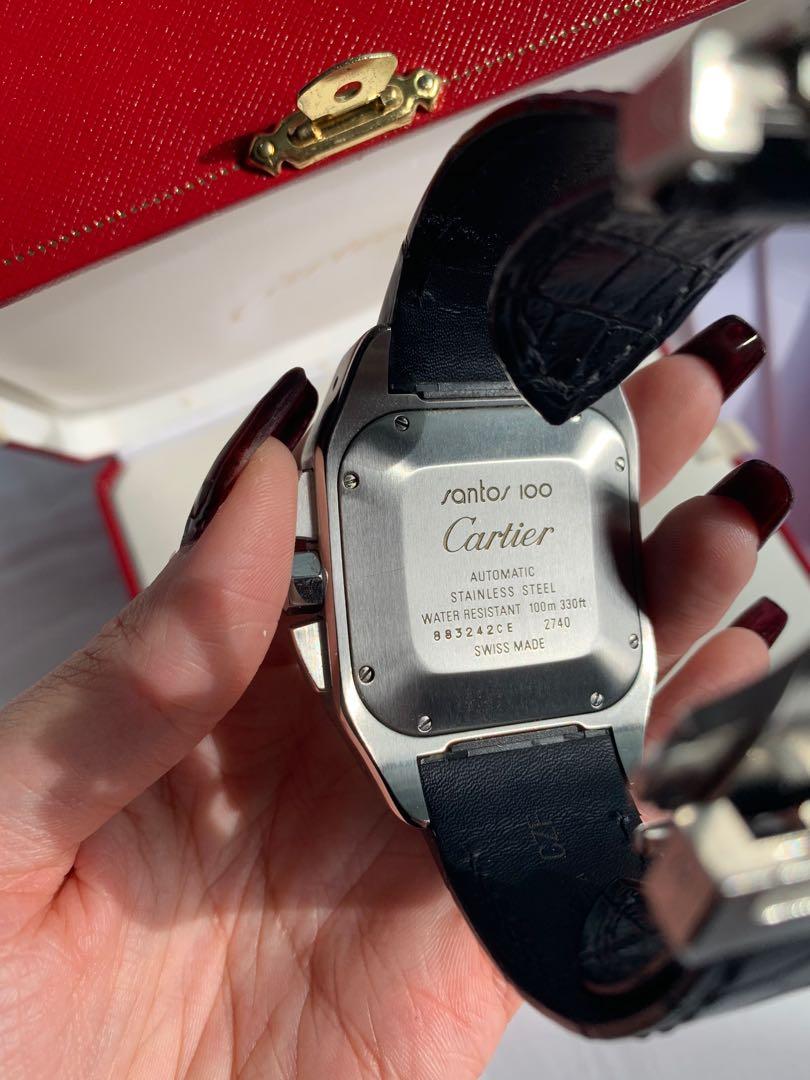 santos 100
Cartier
AUTOMATIC
STAINLESS STEEL
WATER RESISTANT 100m 330ft
883242CE 2740
SWISS MADE